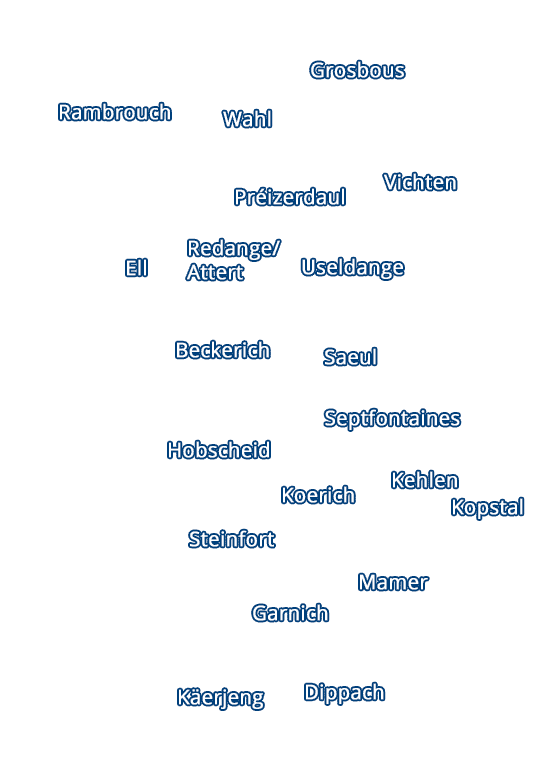 Grosbous
Rambrouch
Wahl
Vichten
Préizerdaul
Redange/
Attert
Ell
Useldange
Beckerich
Saeul
Septfontaines
Hobscheid
Kehlen
Koerich
Kopstal
Steinfort
Mamer
Garnich
Käerjeng
Dippach